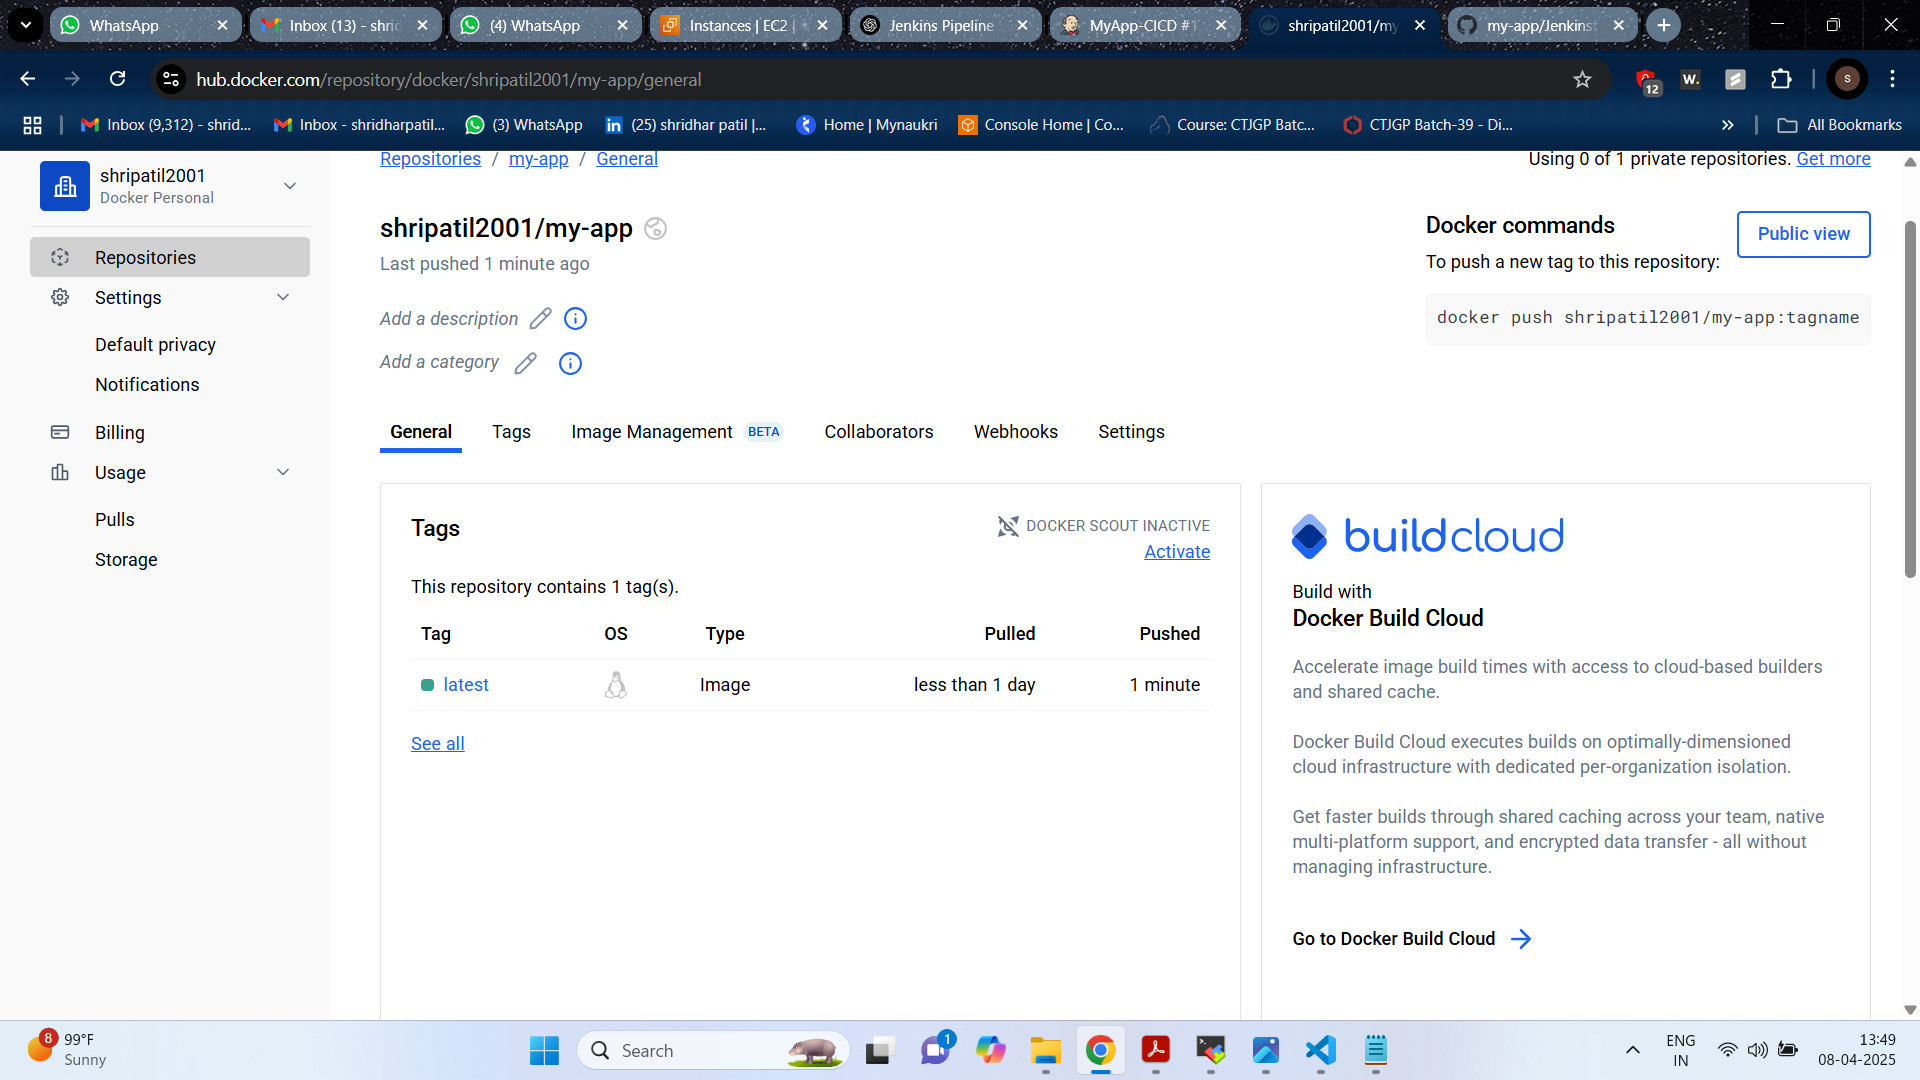 WhatsApp
Inbox (13) - shrid
(4) WhatsApp
Instances | EC2 |
Jenkins Pipeline
MyApp-CICD #1
shripatil2001/my
my-app/Jenkinsf
hub.docker.com/repository/docker/shripatil2001/my-app/general
12
W.
S
Inbox (9,312) - shrid...
Inbox - shridharpatil...
(3) WhatsApp
(25) shridhar patil |...
Home | Mynaukri
Console Home | Co...
Course: CTJGP Batc...
CTJGP Batch-39 - Di...
All Bookmarks
shripatil2001
Docker Personal
Repositories
Settings
Default privacy
Notifications
Billing
Usage
Pulls
Storage
Repositories / my-app / General
Using 0 of 1 private repositories. Get more
shripatil2001/my-app
Last pushed 1 minute ago
Add a description
Add a category
Docker commands
Public view
To push a new tag to this repository:
docker push shripatil2001/my-app:tagname
General
Tags
Image Management BETA
Collaborators
Webhooks
Settings
Tags
DOCKER SCOUT INACTIVE
Activate
This repository contains 1 tag(s).
Tag OS Type Pulled Pushed
latest Image less than 1 day 1 minute
See all
buildcloud
Build with
Docker Build Cloud
Accelerate image build times with access to cloud-based builders
and shared cache.
Docker Build Cloud executes builds on optimally-dimensioned
cloud infrastructure with dedicated per-organization isolation.
Get faster builds through shared caching across your team, native
multi-platform support, and encrypted data transfer - all without
managing infrastructure.
Go to Docker Build Cloud
8
99°F
Sunny
Search
1
ENG
IN
13:49
08-04-2025